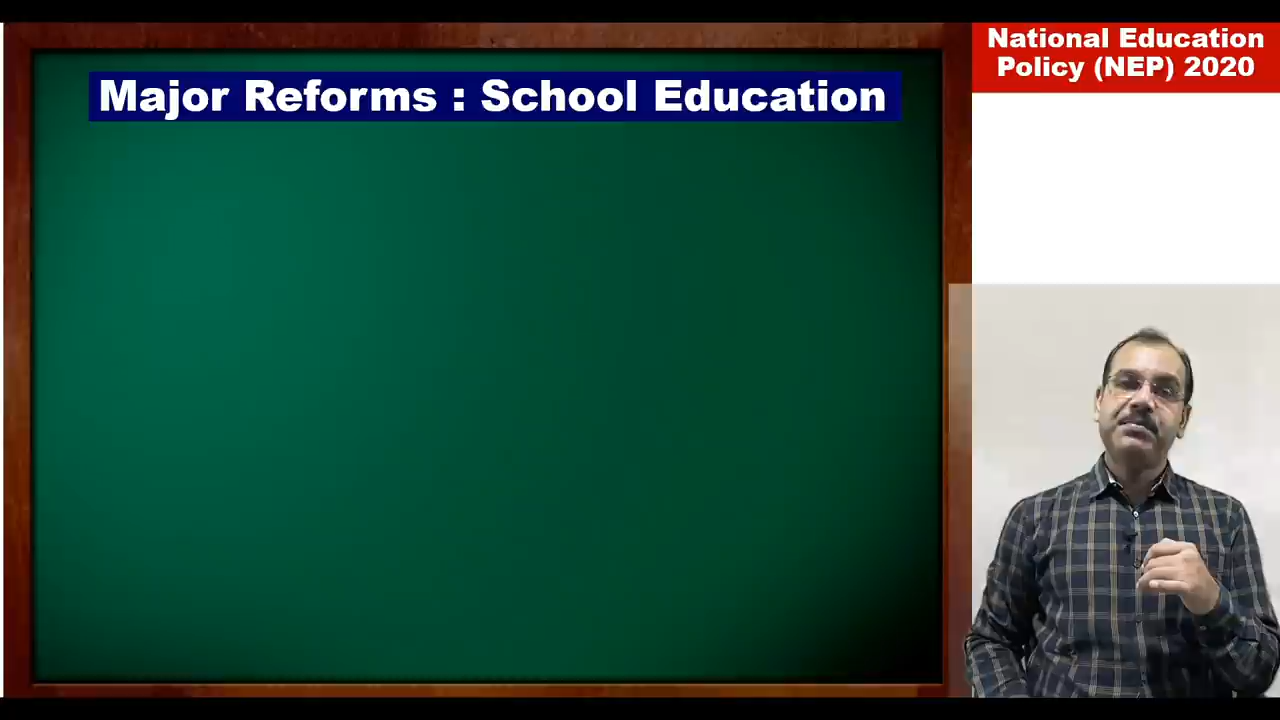 Major Reforms : School Education
National Education
Policy (NEP) 2020